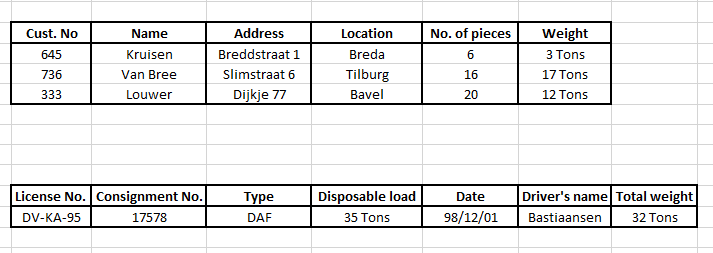 Cust. No Name Address Location No. of pieces Weight
645 Kruisen Breddstraat 1 Breda 6 3 Tons
736 Van Bree Slimstraat 6 Tilburg 16 17 Tons
333 Louwer Dijkje 77 Bavel 20 12 Tons
License No. Consignment No. Type Disposable load Date Driver's name Total weight
DV-KA-95 17578 DAF 35 Tons 98/12/01 Bastiaansen 32 Tons